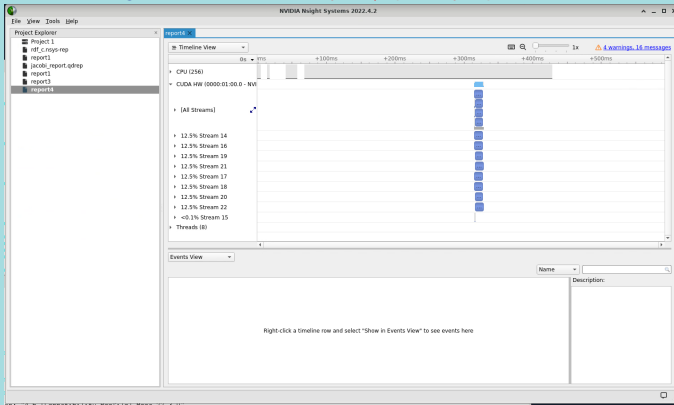 NVIDIA Nsight Systems 2022.4.2
File View Tools Help
Project Explorer
Project 1
rdf_c.nsys-rep
report1
jacobi_report.qdrep
report1
report3
report4
report4
Timeline View
1x
4 warnings, 16 messages
0s
ms
+100ms
+200ms
+300ms
+400ms
+500ms
CPU (256)
CUDA HW (0000:01:00.0 - NVI
[All Streams]
12.5% Stream 14
12.5% Stream 16
12.5% Stream 19
12.5% Stream 21
12.5% Stream 17
12.5% Stream 18
12.5% Stream 20
12.5% Stream 22
<0.1% Stream 15
Threads (8)
Events View
Name
Description:
Right-click a timeline row and select "Show in Events View" to see events here